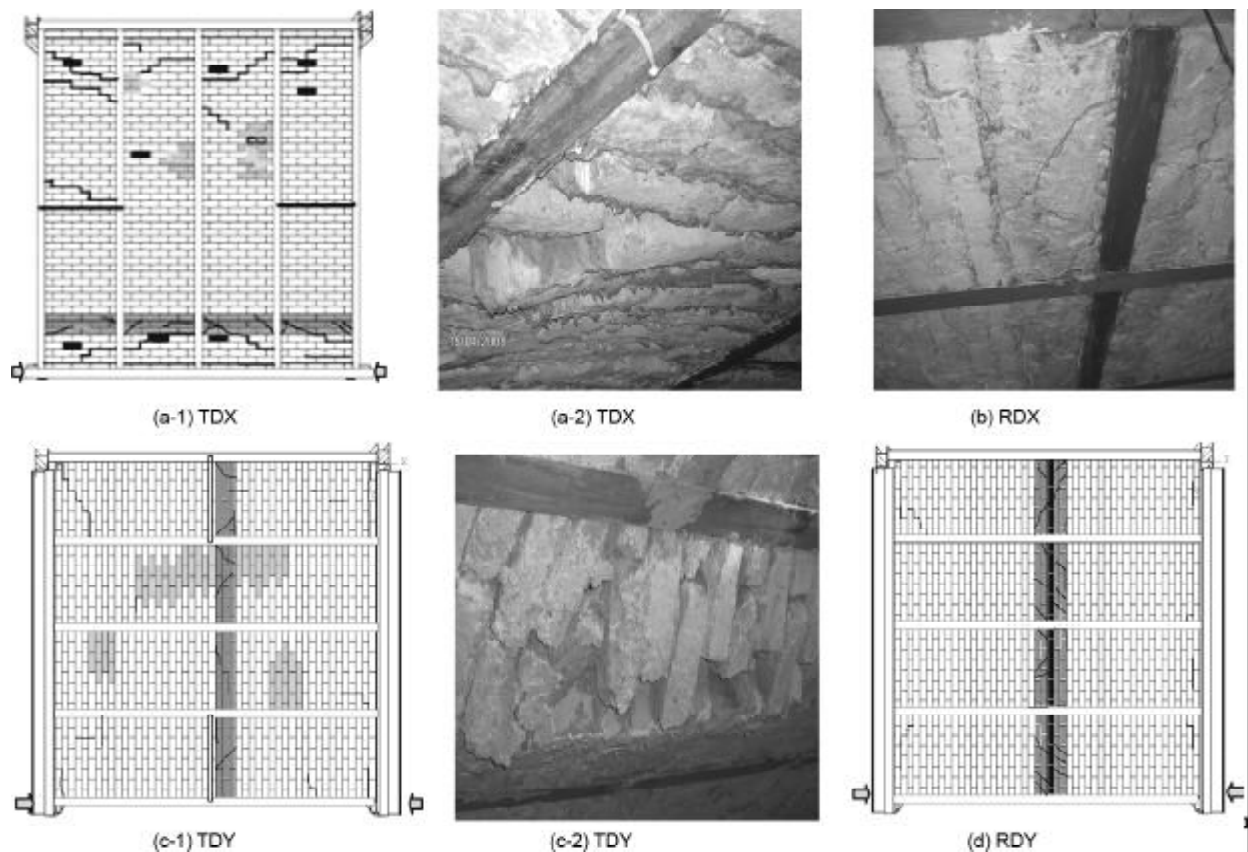 (a-1) TDX
(a-2) TDX
(b) RDX
(c-1) TDY
(c-2) TDY
(d) RDY